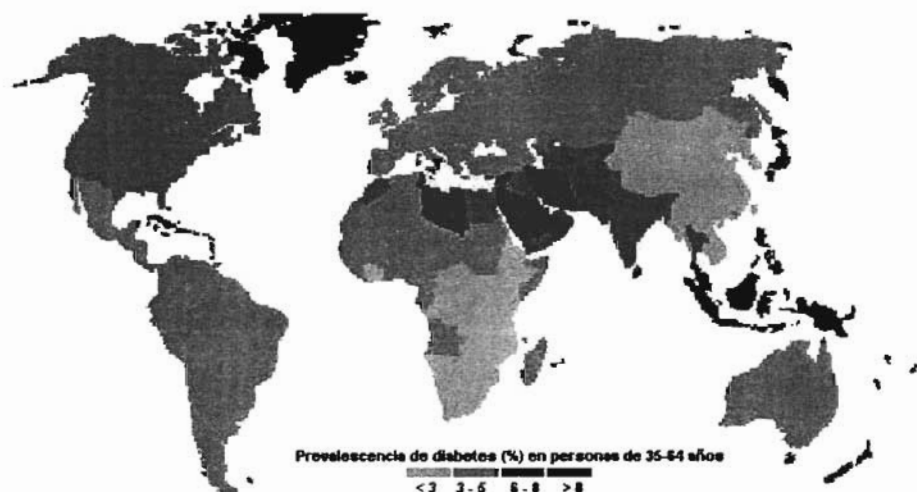 Prevalescencia de diabetes (%) en personas de 35-64 años
< 3 3 - 6 6 - 8 > 8